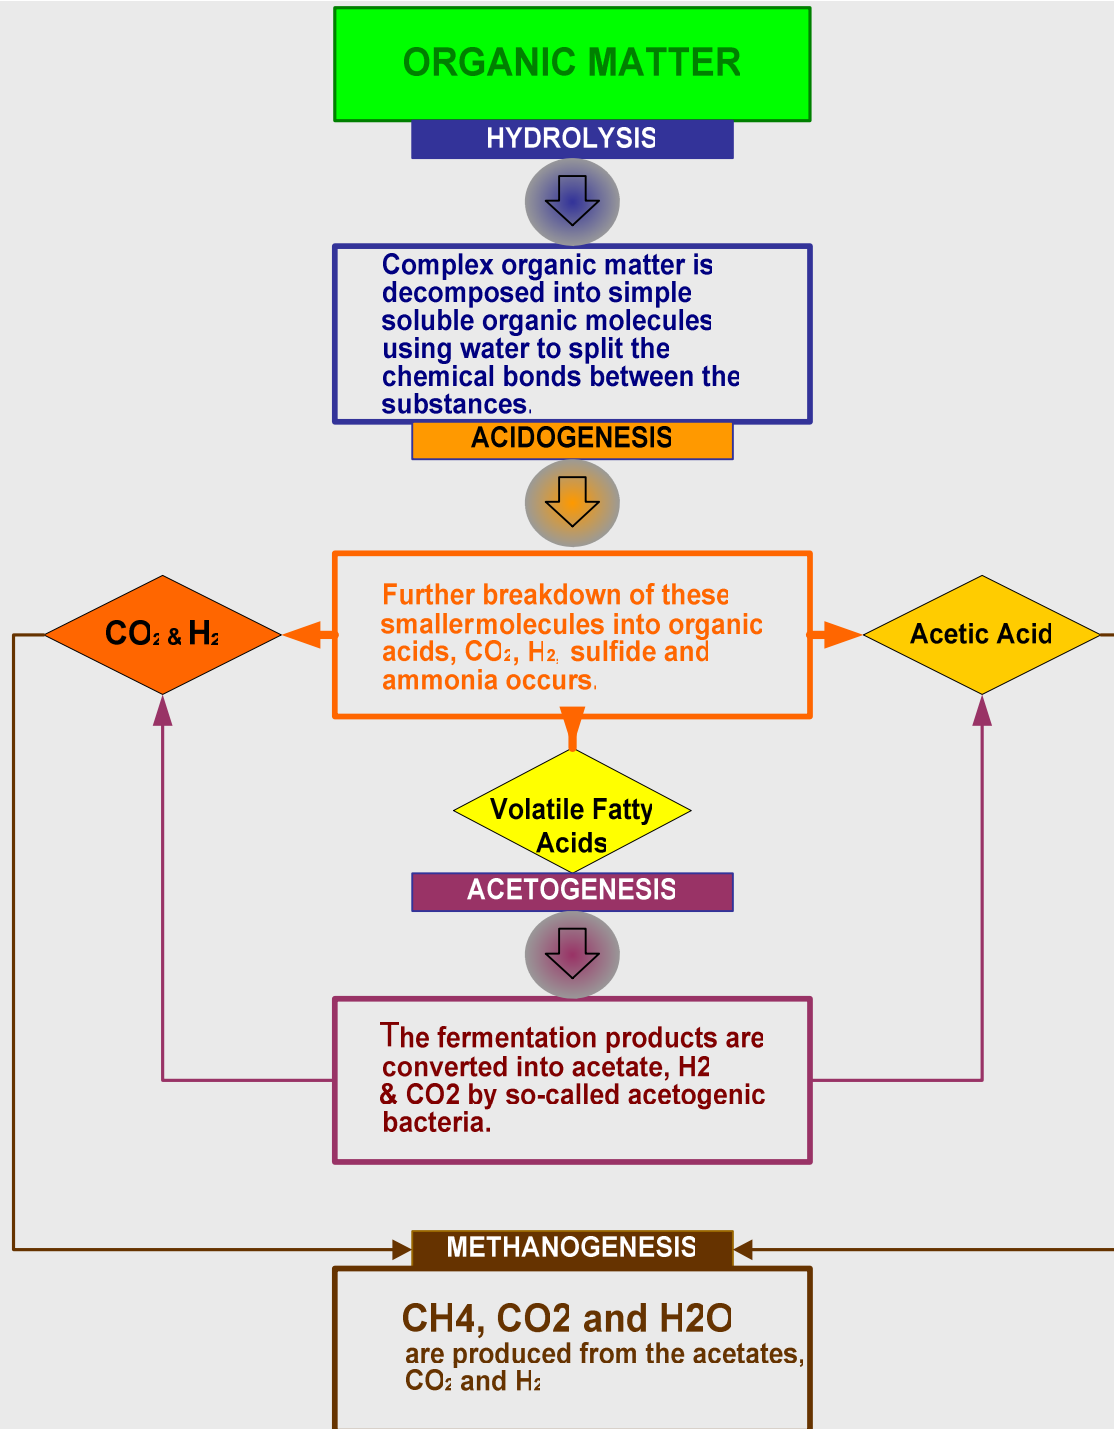 ORGANIC MATTER
HYDROLYSIS
Complex organic matter is
decomposed into simple
soluble organic molecules
using water to split the
chemical bonds between the
substances.
ACIDOGENESIS
Further breakdown of these
smallermolecules into organic
acids, CO₂, H₂, sulfide and
ammonia occurs.
CO₂ & H₂
Acetic Acid
Volatile Fatty
Acids
ACETOGENESIS
The fermentation products are
converted into acetate, H2
& CO2 by so-called acetogenic
bacteria.
METHANOGENESIS
CH4, CO2 and H2O
are produced from the acetates,
CO₂ and H₂